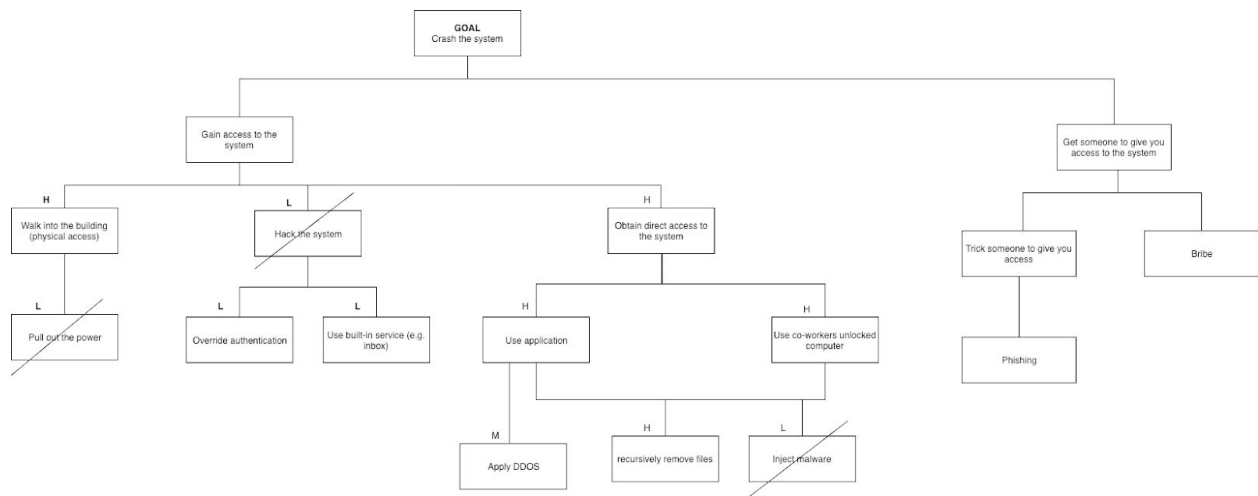 GOAL
Crash the system
Gain access to the
system
Get someone to give you
access to the system
H
Walk into the building
(physical access)
L
Hack the system
H
Obtain direct access to
the system
Trick someone to give you
access
Bribe
L
Pull out the power
L
Override authentication
L
Use built-in service (e.g.
inbox)
H
Use application
H
Use co-workers unlocked
computer
Phishing
M
Apply DDOS
H
recursively remove files
L
Inject malware